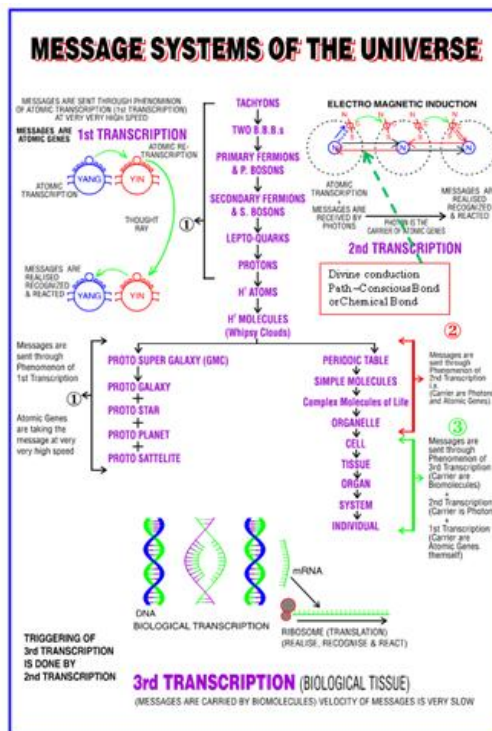 MESSAGE SYSTEMS OF THE UNIVERSE
MESSAGES ARE SENT THROUGH PHENOMINON
OF ATOMIC TRANSCRIPTION (1st TRANSCRIPTION)
AT VERY VERY HIGH SPEED
MESSAGES ARE
ATOMIC GENES
1st TRANSCRIPTION
ATOMIC RE-
TRANSCRIPTION
ATOMIC
TRANSCRIPTION
YANG
YIN
THOUGHT
RAY
MESSAGES ARE
REALISED
RECOGNIZED
& REACTED
YANG
YIN
TACHYONS
TWO B.B.B.s
PRIMARY FERMIONS
& P. BOSONS
SECONDARY FERMIONS
& S. BOSONS
LEPTO-QUARKS
PROTONS
H' ATOMS
H' MOLECULES
(Whipsy Clouds)
1
ELECTRO MAGNETIC INDUCTION
N
N
N
N
N
N
N
ATOMIC
TRANSCRIPTION
+
MESSAGES ARE
RECEIVED BY
PHOTONS
PHOTON IS THE
CARRIER OF ATOMIC GENES
MESSAGES ARE
REALISED
RECOGNIZED
& REACTED
2nd TRANSCRIPTION
Divine conduction
Path-Conscious Bond
or Chemical Bond
Messages are
sent through
Phenomenon of
1st Transcription
1
Atomic Genes
are taking the
message at very
very high speed
PROTO SUPER GALAXY (GMC)
PROTO GALAXY
+
PROTO STAR
+
PROTO PLANET
+
PROTO SATTELITE
PERIODIC TABLE
SIMPLE MOLECULES
Complex Molecules of Life
ORGANELLE
CELL
TISSUE
ORGAN
SYSTEM
INDIVIDUAL
2
Messages are
sent through
Phenomenon of
2nd Transcription
i.e.
(Carrier are Photon
and Atomic Genes)
3
Messages are
sent through
Phenomenon of
3rd Transcription
(Carrier are
Biomolecules)
+
2nd Transcription
(Carrier is Photon)
+
1st Transcription
(Carrier are
Atomic Genes
themself)
DNA
BIOLOGICAL TRANSCRIPTION
mRNA
RIBOSOME (TRANSLATION)
(REALISE, RECOGNISE & REACT)
TRIGGERING OF
3rd TRANSCRIPTION
IS DONE BY
2nd TRANSCRIPTION
3rd TRANSCRIPTION (BIOLOGICAL TISSUE)
(MESSAGES ARE CARRIED BY BIOMOLECULES) VELOCITY OF MESSAGES IS VERY SLOW